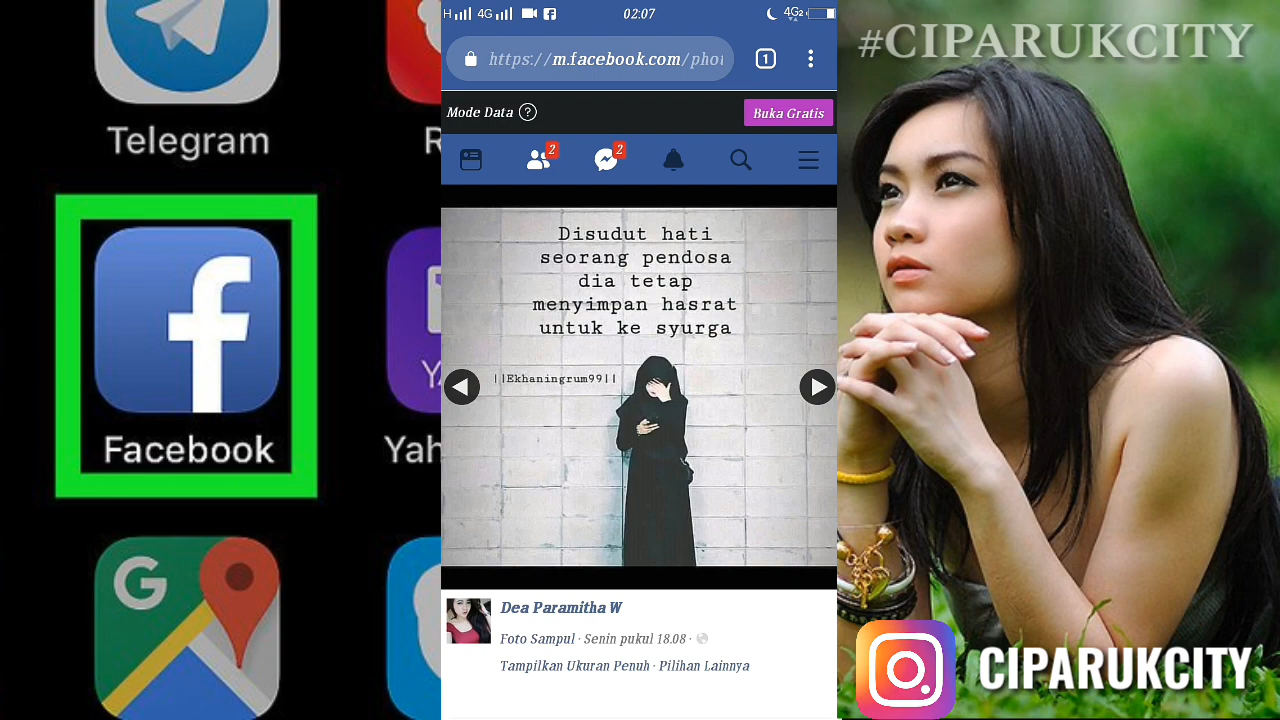 Telegram
R
Facebook
Yah
G
H 4G 02:07 4G2
https://m.facebook.com/phot
1
Mode Data ?
Buka Gratis
2
2
Disudut hati
seorang pendosa
dia tetap
menyimpan hasrat
untuk ke syurga
||Ekhaningrum99||
Dea Paramitha W
Foto Sampul · Senin pukul 18.08 ·
Tampilkan Ukuran Penuh · Pilihan Lainnya
#CIPARUKCITY
CIPARUKCITY